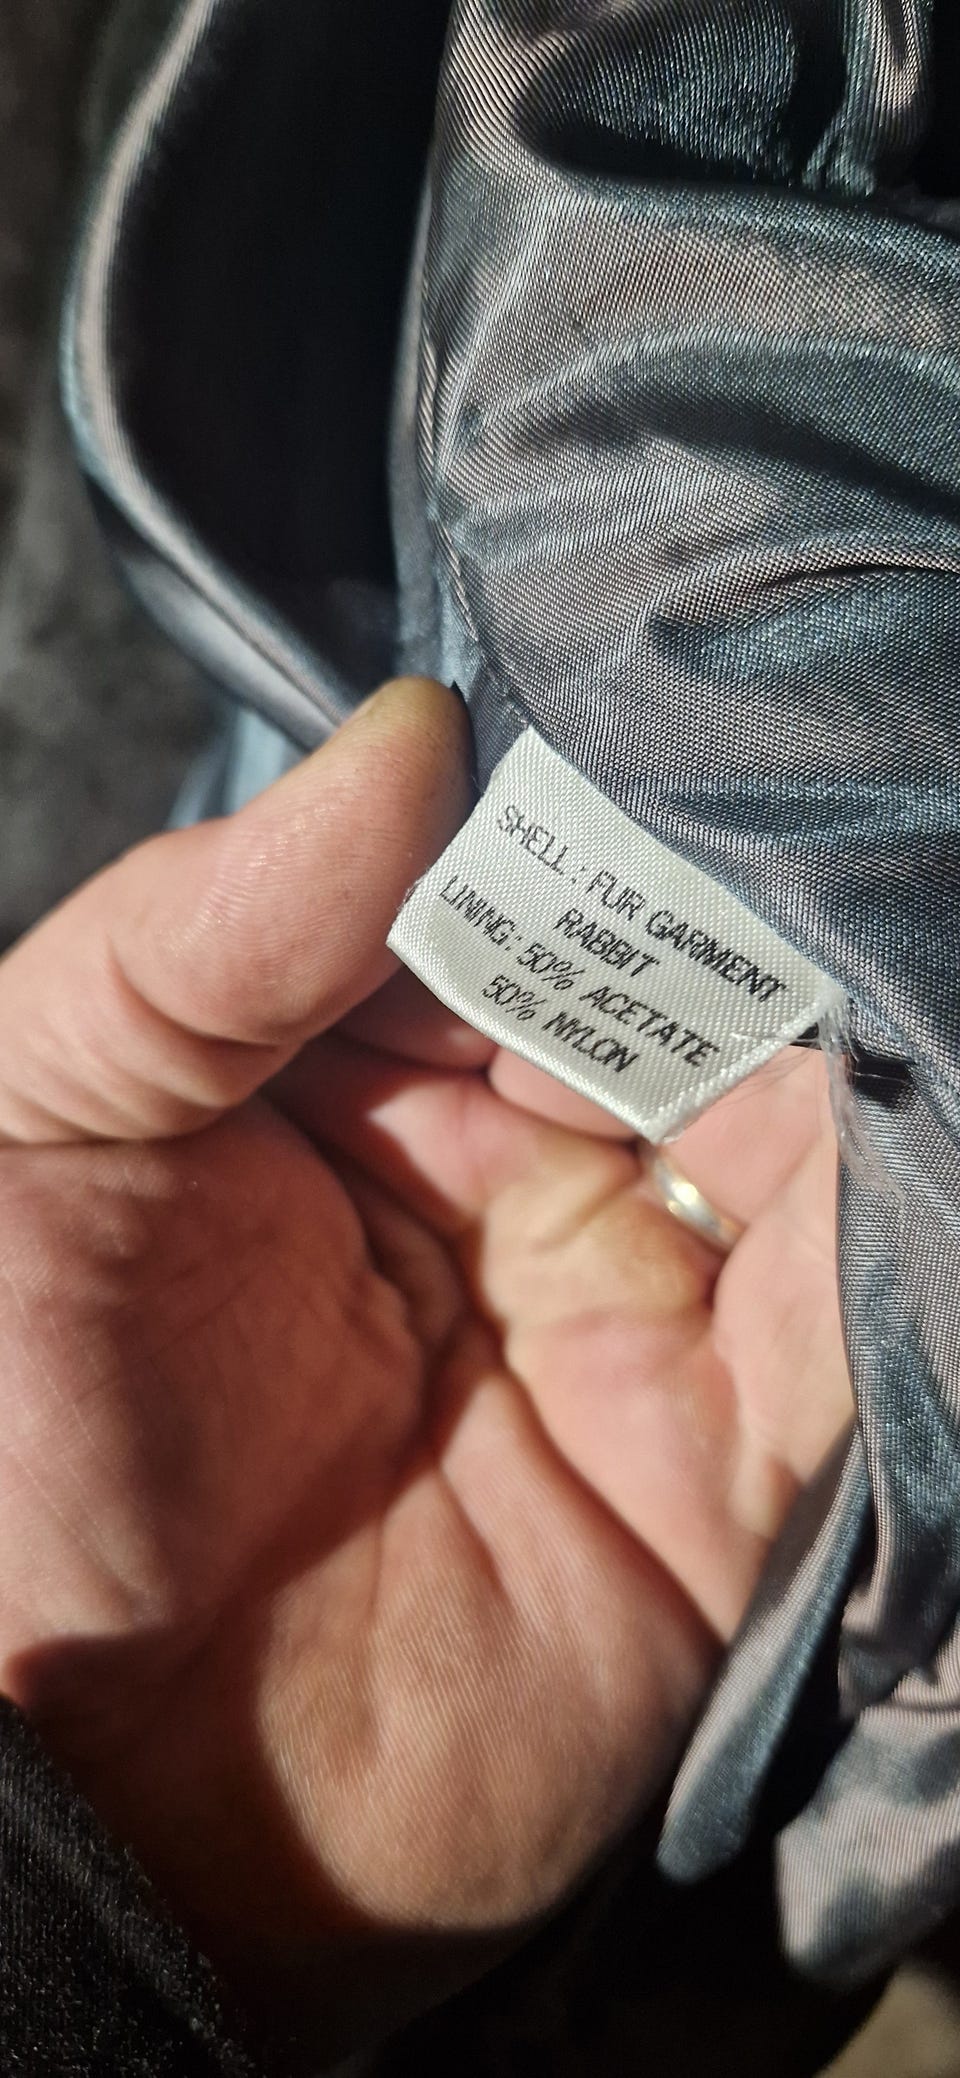 SHELL : FUR GARMENT
RABBIT
LINING : 50% ACETATE
50% NYLON